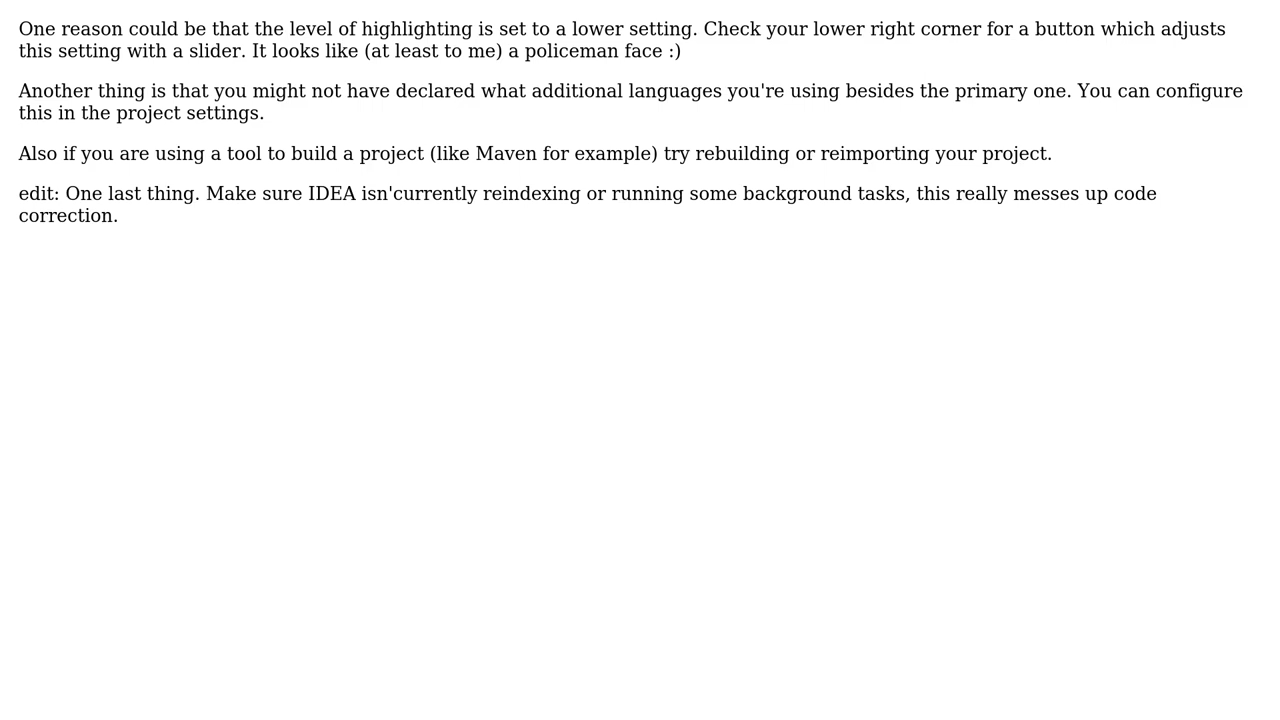 One reason could be that the level of highlighting is set to a lower setting. Check your lower right corner for a button which adjusts
this setting with a slider. It looks like (at least to me) a policeman face :)
Another thing is that you might not have declared what additional languages you're using besides the primary one. You can configure
this in the project settings.
Also if you are using a tool to build a project (like Maven for example) try rebuilding or reimporting your project.
edit: One last thing. Make sure IDEA isn'currently reindexing or running some background tasks, this really messes up code
correction.